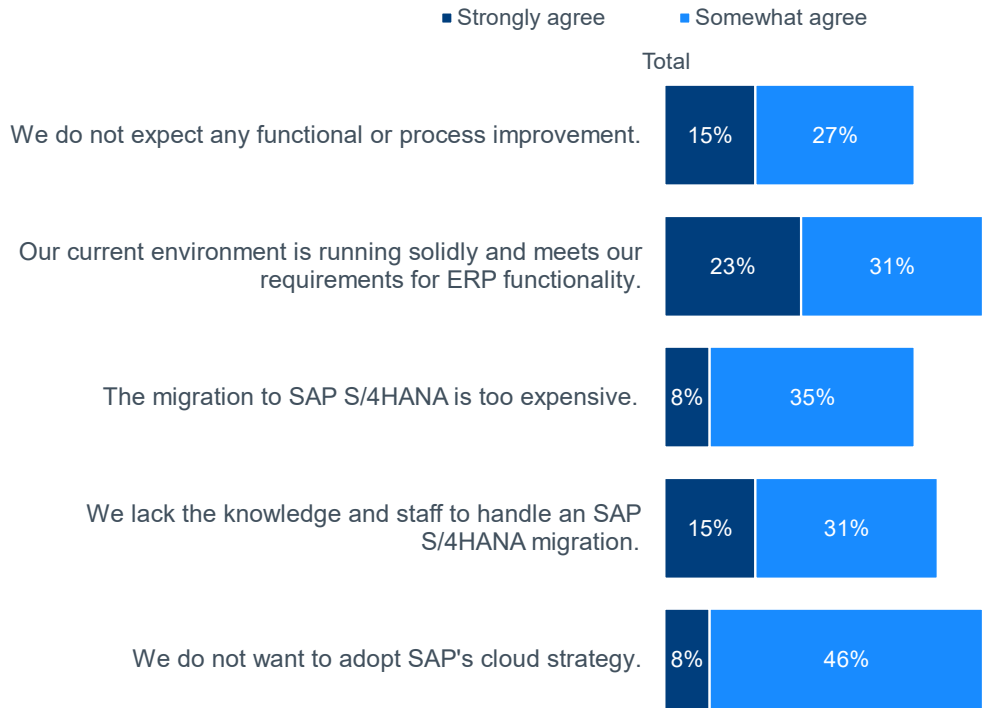 Strongly agree Somewhat agree
Total
We do not expect any functional or process improvement. 15% 27%
Our current environment is running solidly and meets our
requirements for ERP functionality. 23% 31%
The migration to SAP S/4HANA is too expensive. 8% 35%
We lack the knowledge and staff to handle an SAP
S/4HANA migration. 15% 31%
We do not want to adopt SAP's cloud strategy. 8% 46%